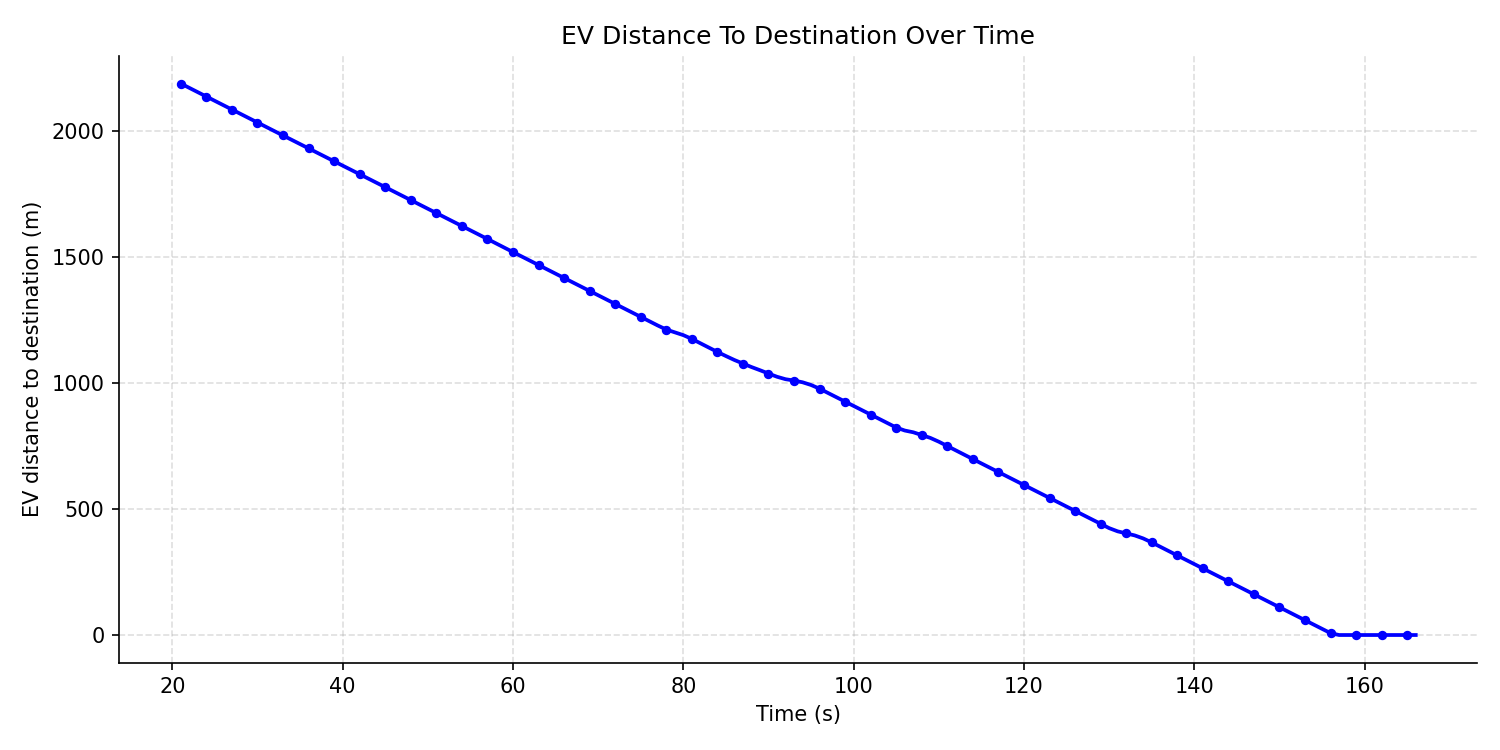 EV Distance To Destination Over Time
EV distance to destination (m)
2000
1500
1000
500
0
20 40 60 80 100 120 140 160
Time (s)